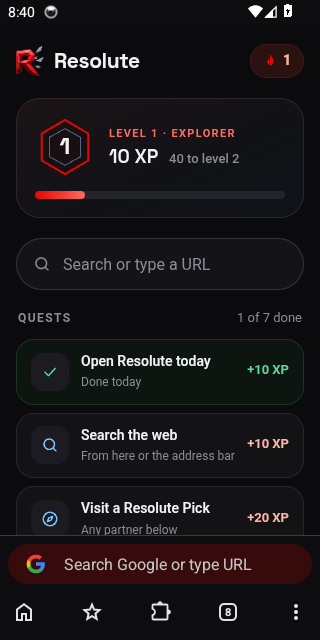 8:40
Resolute
1
1
LEVEL 1 · EXPLORER
10 XP 40 to level 2
Search or type a URL
QUESTS 1 of 7 done
Open Resolute today
Done today
+10 XP
Search the web
From here or the address bar
+10 XP
Visit a Resolute Pick
Any partner below
+20 XP
Search Google or type URL
8